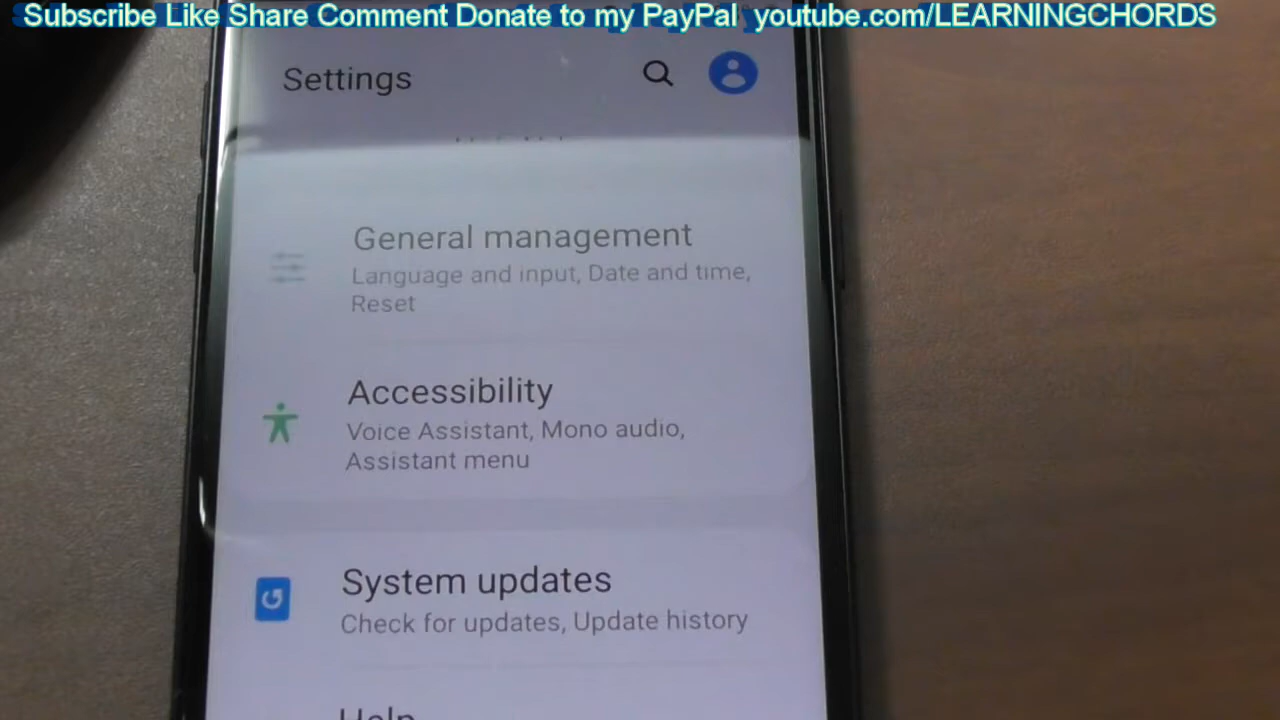 Subscribe Like Share Comment Donate to my PayPal youtube.com/LEARNINGCHORDS
Settings
General management
Language and input, Date and time,
Reset
Accessibility
Voice Assistant, Mono audio,
Assistant menu
System updates
Check for updates, Update history
Help